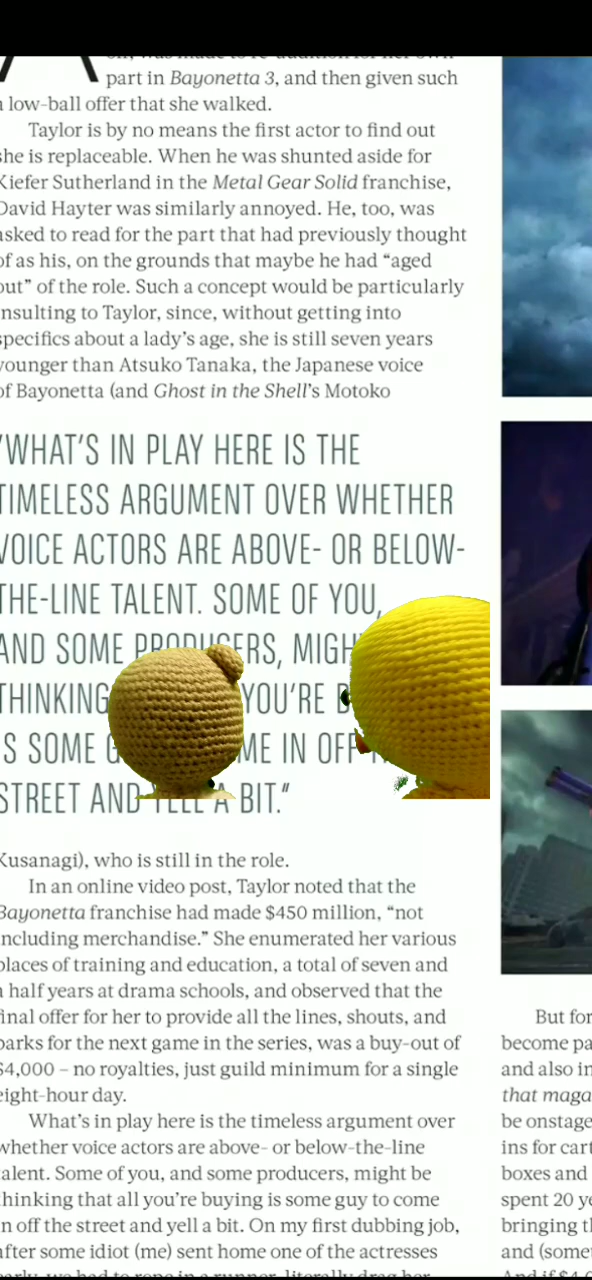 A
part in Bayonetta 3, and then given such
a low-ball offer that she walked.
Taylor is by no means the first actor to find out
she is replaceable. When he was shunted aside for
Kiefer Sutherland in the Metal Gear Solid franchise,
David Hayter was similarly annoyed. He, too, was
asked to read for the part that had previously thought
of as his, on the grounds that maybe he had “aged
out” of the role. Such a concept would be particularly
insulting to Taylor, since, without getting into
specifics about a lady’s age, she is still seven years
younger than Atsuko Tanaka, the Japanese voice
of Bayonetta (and Ghost in the Shell’s Motoko
“WHAT’S IN PLAY HERE IS THE
TIMELESS ARGUMENT OVER WHETHER
VOICE ACTORS ARE ABOVE- OR BELOW-
THE-LINE TALENT. SOME OF YOU,
AND SOME PRODUCERS, MIGH
THINKING YOU’RE B
IS SOME G ME IN OFF
STREET AND YELL A BIT.“
Kusanagi), who is still in the role.
In an online video post, Taylor noted that the
Bayonetta franchise had made $450 million, “not
including merchandise.” She enumerated her various
places of training and education, a total of seven and
a half years at drama schools, and observed that the
final offer for her to provide all the lines, shouts, and
barks for the next game in the series, was a buy-out of
$4,000 – no royalties, just guild minimum for a single
eight-hour day.
What’s in play here is the timeless argument over
whether voice actors are above- or below-the-line
talent. Some of you, and some producers, might be
thinking that all you’re buying is some guy to come
in off the street and yell a bit. On my first dubbing job,
after some idiot (me) sent home one of the actresses
But for
become pa
and also in
that maga
be onstage
ins for cart
boxes and
spent 20 ye
bringing th
and (somet